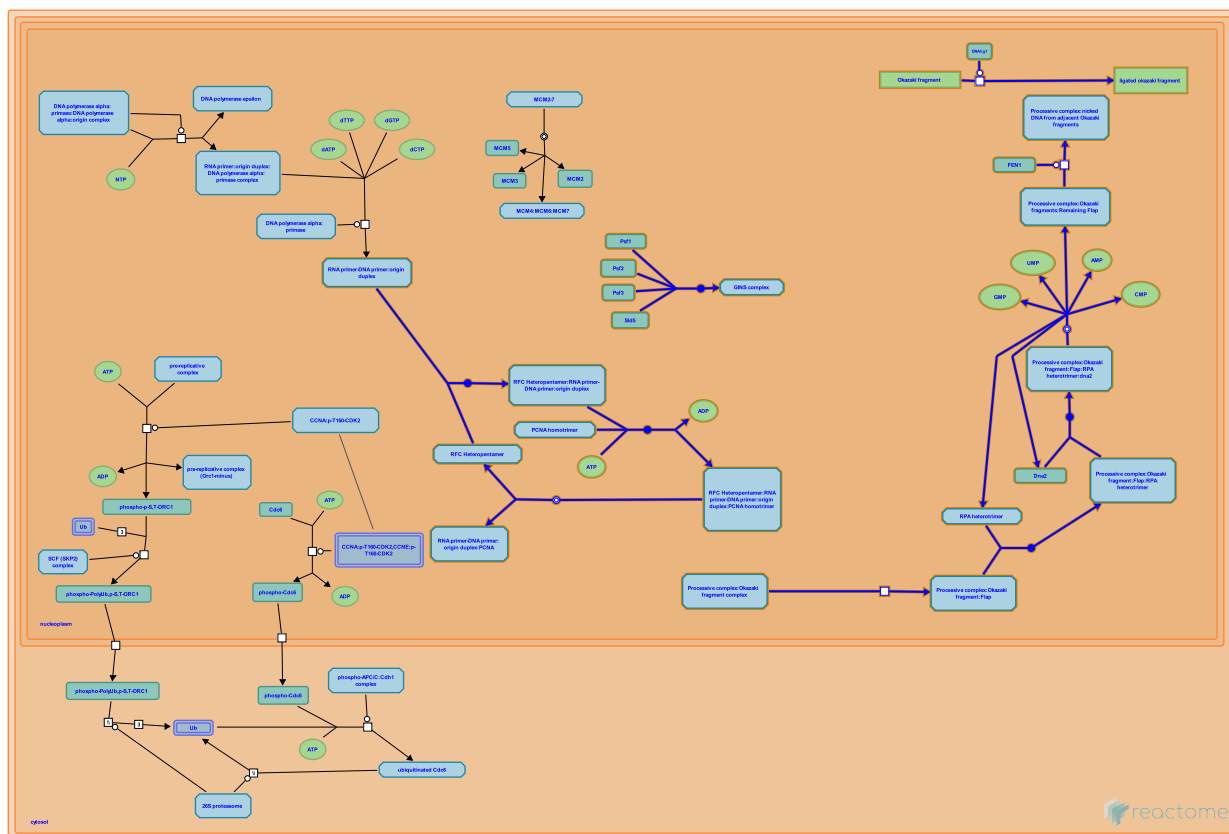 DNA polymerase alpha:
primase:DNA polymerase
alpha:origin complex
DNA polymerase epsilon
NTP
RNA primer:origin duplex:
DNA polymerase alpha:
primase complex
dTTP
dGTP
dATP
dCTP
DNA polymerase alpha:
primase
RNA primer-DNA primer:origin
duplex
MCM2-7
MCM5
MCM3
MCM2
MCM4:MCM6:MCM7
Psf1
Psf2
Psf3
Sld5
GINS complex
Okazaki fragment
ligated okazaki fragment
Processive complex:nicked
DNA from adjacent Okazaki
fragments
FEN1
Processive complex:Okazaki
fragments:Remaining Flap
UMP
AMP
GMP
CMP
Processive complex:Okazaki
fragment:Flap:RPA
heterotrimer:dna2
Dna2
Processive complex:Okazaki
fragment:Flap:RPA
heterotrimer
RPA heterotrimer
Processive complex:Okazaki
fragment complex
Processive complex:Okazaki
fragment:Flap
RFC Heteropentamer:RNA primer-
DNA primer:origin duplex
PCNA homotrimer
ATP
ADP
RFC Heteropentamer
RFC Heteropentamer:RNA
primer-DNA primer:origin
duplex:PCNA homotrimer
RNA primer-DNA primer:
origin duplex:PCNA
ATP
pre-replicative
complex
CCNA:p-T160-CDK2
ADP
pre-replicative complex
(Orc1-minus)
phospho-p-S,T-ORC1
Ub
3
SCF (SKP2)
complex
phospho-PolyUb,p-S,T-ORC1
Cdc6
ATP
CCNA:p-T160-CDK2,CCNE:p-
T160-CDK2
phospho-Cdc6
ADP
nucleoplasm
phospho-PolyUb,p-S,T-ORC1
3
Ub
phospho-Cdc6
phospho-APC/C:Cdh1
complex
ATP
ubiquitinated Cdc6
26S proteasome
cytosol
reactome